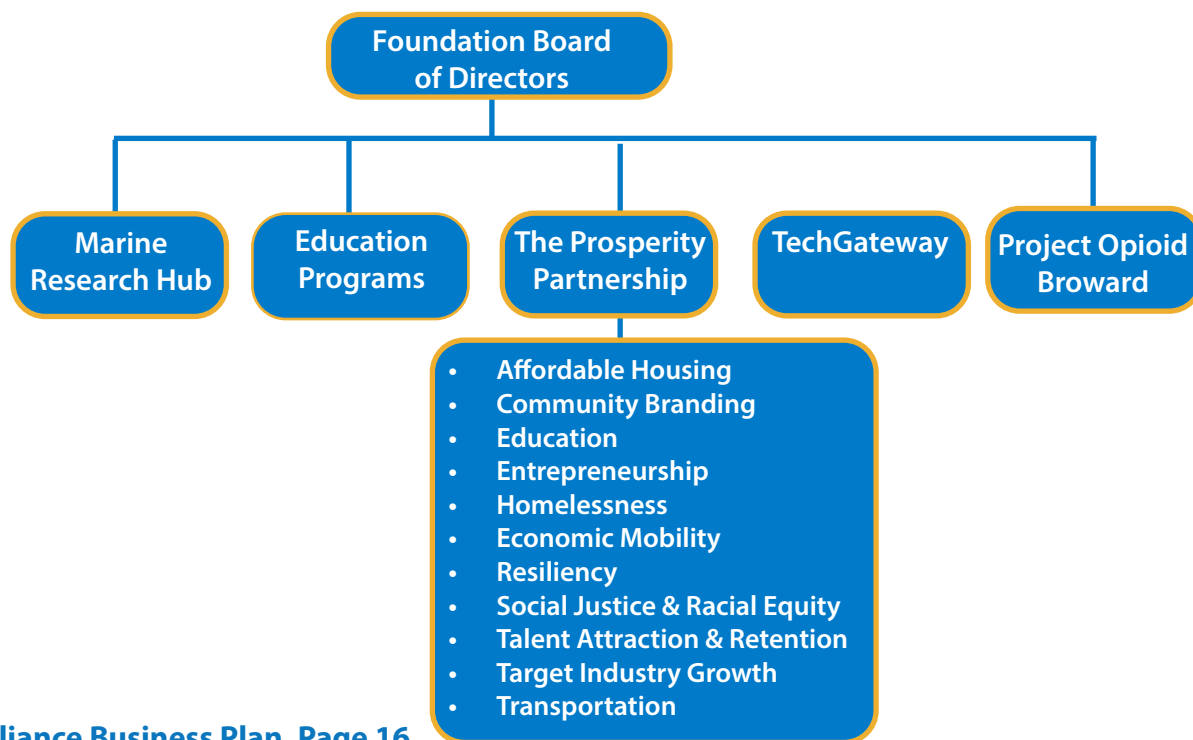 Foundation Board
of Directors
Marine
Research Hub
Education
Programs
The Prosperity
Partnership
TechGateway
Project Opioid
Broward
• Affordable Housing
• Community Branding
• Education
• Entrepreneurship
• Homelessness
• Economic Mobility
• Resiliency
• Social Justice & Racial Equity
• Talent Attraction & Retention
• Target Industry Growth
• Transportation
liance Business Plan, Page 16